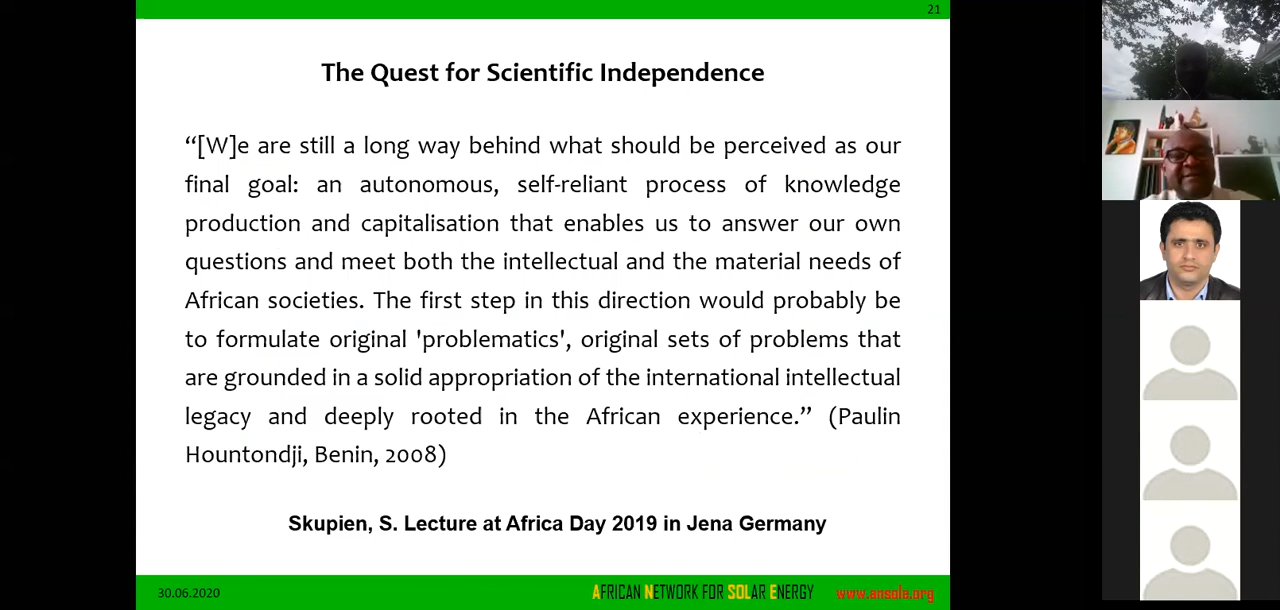 21
The Quest for Scientific Independence
“[W]e are still a long way behind what should be perceived as our
final goal: an autonomous, self-reliant process of knowledge
production and capitalisation that enables us to answer our own
questions and meet both the intellectual and the material needs of
African societies. The first step in this direction would probably be
to formulate original 'problematics', original sets of problems that
are grounded in a solid appropriation of the international intellectual
legacy and deeply rooted in the African experience.” (Paulin
Hountondji, Benin, 2008)
Skupien, S. Lecture at Africa Day 2019 in Jena Germany
30.06.2020 AFRICAN NETWORK FOR SOLAR ENERGY www.ansole.org